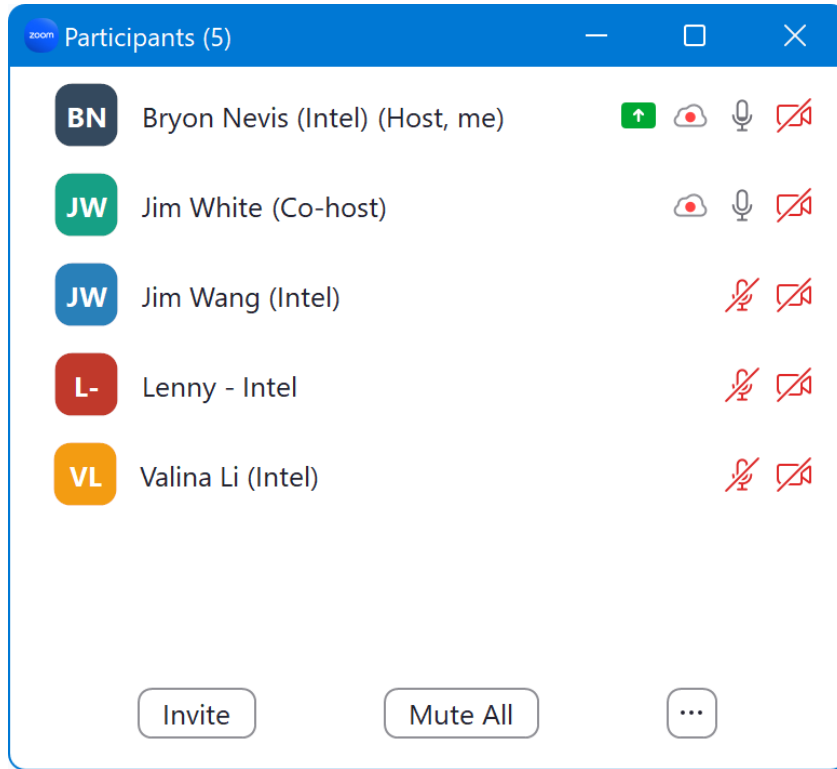 zoom Participants (5)
BN Bryon Nevis (Intel) (Host, me)
JW Jim White (Co-host)
JW Jim Wang (Intel)
L- Lenny - Intel
VL Valina Li (Intel)
Invite Mute All ...